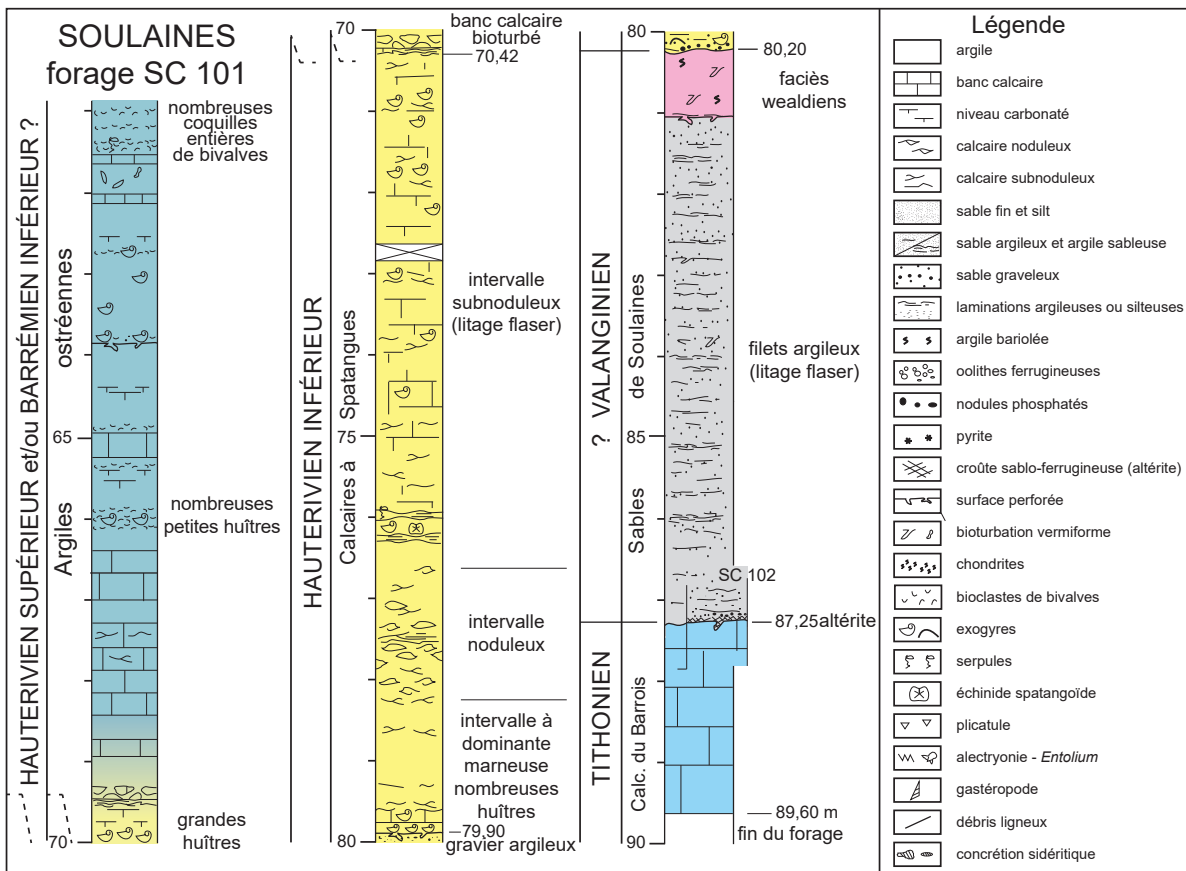 SOULAINES
forage SC 101
HAUTERIVIEN SUPÉRIEUR et/ou BARRÉMIEN INFÉRIEUR ?
Argiles ostréennes
65
70
nombreuses
coquilles
entières
de bivalves
nombreuses
petites huîtres
grandes
huîtres
HAUTERIVIEN INFÉRIEUR
Calcaires à Spatangues
70
75
80
banc calcaire
bioturbé
70,42
intervalle
subnoduleux
(litage flaser)
intervalle
noduleux
intervalle à
dominante
marneuse
nombreuses
huîtres
79,90
gravier argileux
? VALANGINIEN
TITHONIEN
Sables de Soulaines
Calc. du Barrois
80
85
90
80,20
faciès
wealdiens
filets argileux
(litage flaser)
SC 102
87,25 altérite
89,60 m
fin du forage
Légende
argile
banc calcaire
niveau carbonaté
calcaire noduleux
calcaire subnoduleux
sable fin et silt
sable argileux et argile sableuse
sable graveleux
laminations argileuses ou silteuses
argile bariolée
oolithes ferrugineuses
nodules phosphatés
pyrite
croûte sablo-ferrugineuse (altérite)
surface perforée
bioturbation vermiforme
chondrites
bioclastes de bivalves
exogyres
serpules
échinide spatangoïde
plicatule
alectryonie - Entolium
gastéropode
débris ligneux
concrétion sidéritique